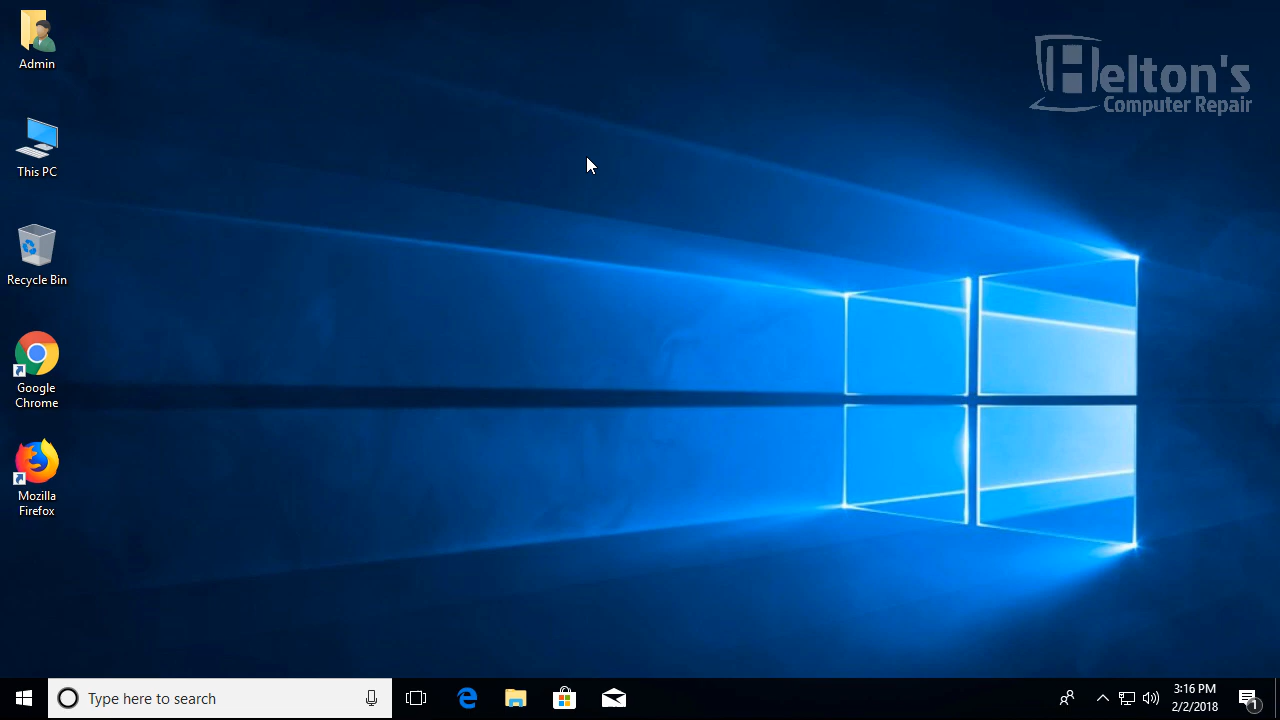 Admin
This PC
Recycle Bin
Google
Chrome
Mozilla
Firefox
Helton's
Computer Repair
Type here to search
3:16 PM
2/2/2018
1